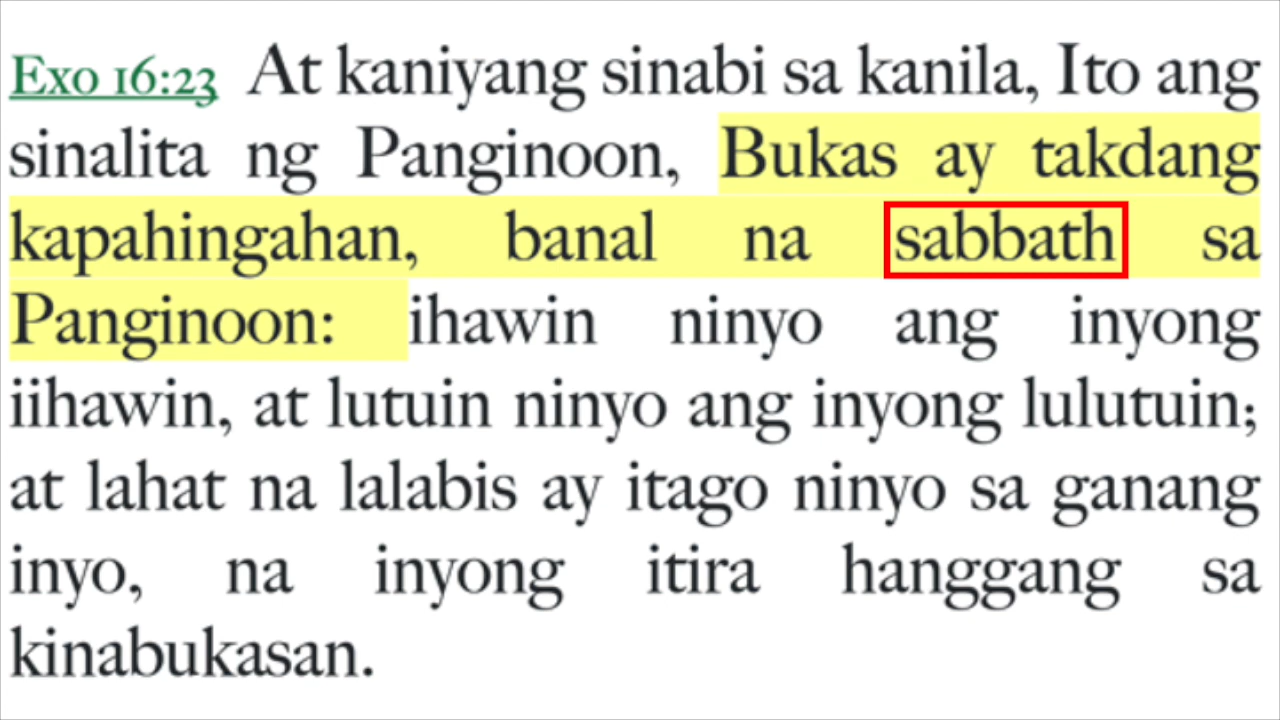 Exo 16:23 At kaniyang sinabi sa kanila, Ito ang
sinalita ng Panginoon, Bukas ay takdang
kapahingahan, banal na sabbath sa
Panginoon: ihawin ninyo ang inyong
iihawin, at lutuin ninyo ang inyong lulutuin;
at lahat na lalabis ay itago ninyo sa ganang
inyo, na inyong itira hanggang sa
kinabukasan.